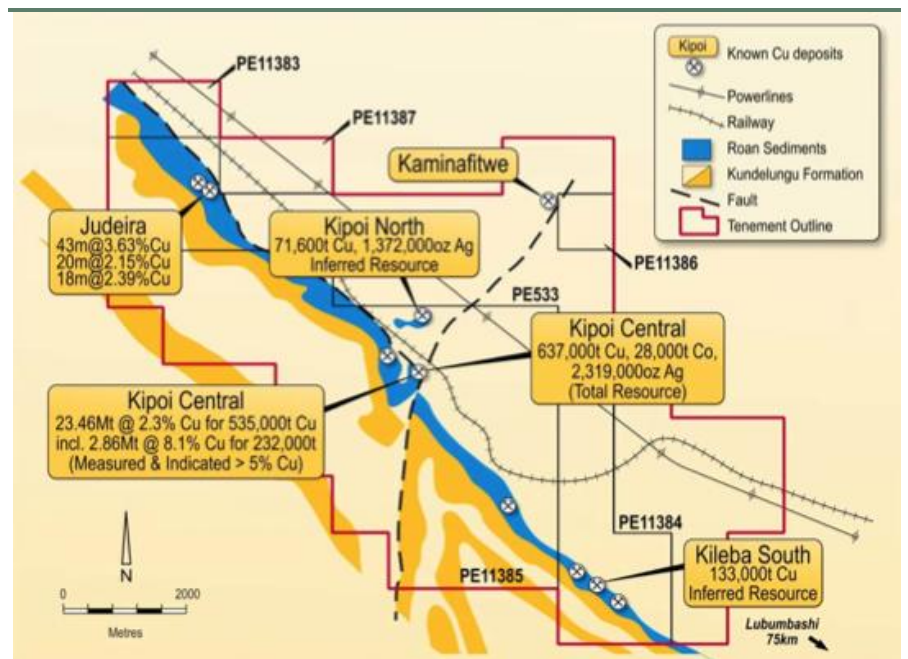 PE11383
PE11387
Kaminafitwe
Kipoi
Known Cu deposits
Powerlines
Railway
Roan Sediments
Kundelungu Formation
Fault
Tenement Outline
Judeira
43m@3.63%Cu
20m@2.15%Cu
18m@2.39%Cu
Kipoi North
71,600t Cu, 1,372,000oz Ag
Inferred Resource
PE11386
PE533
Kipoi Central
637,000t Cu, 28,000t Co,
2,319,000oz Ag
(Total Resource)
Kipoi Central
23.46Mt @ 2.3% Cu for 535,000t Cu
incl. 2.86Mt @ 8.1% Cu for 232,000t
(Measured & Indicated > 5% Cu)
PE11384
PE11385
Kileba South
133,000t Cu
Inferred Resource
N
0 2000
Metres
Lubumbashi
75km